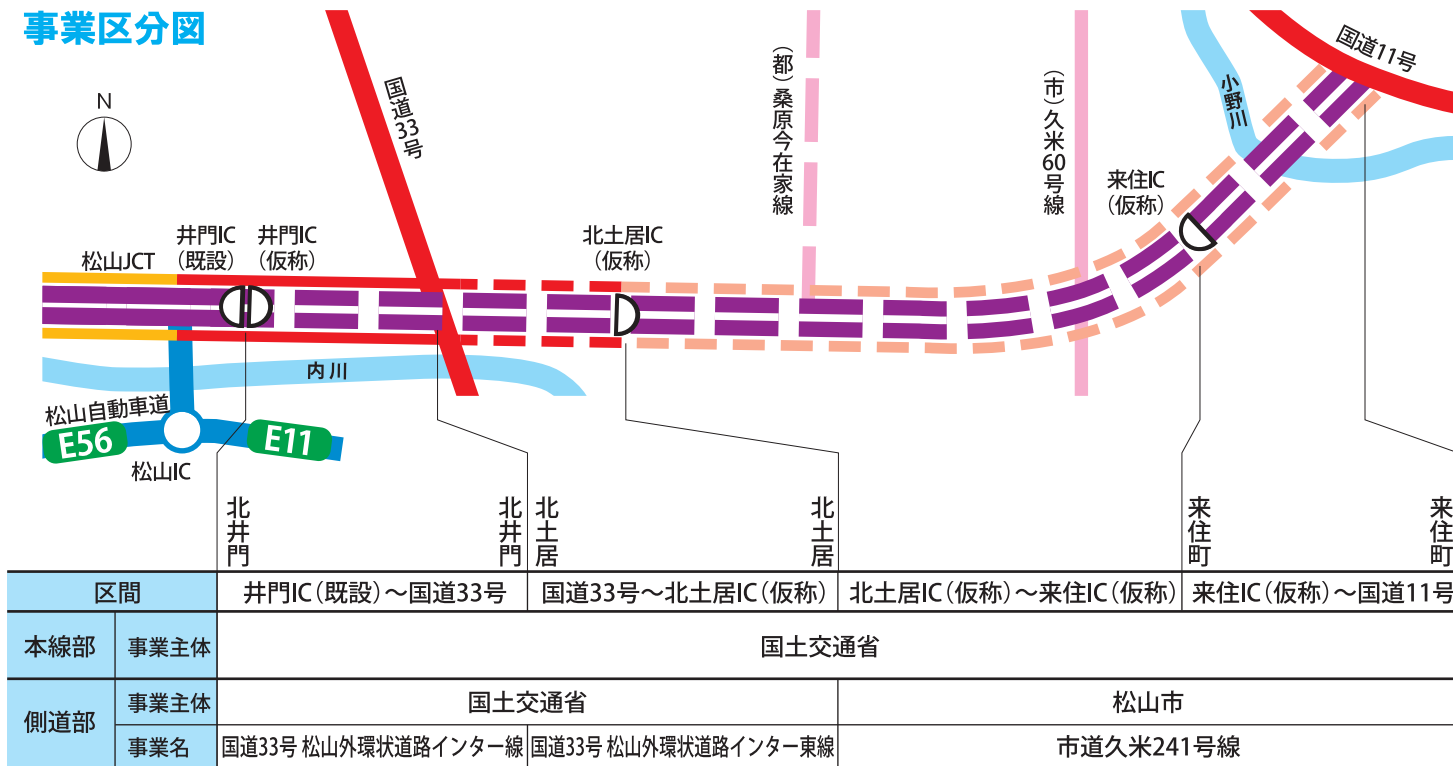 事業区分図
N
国道33号
(都)桑原今在家線
(市)久米60号線
小野川
国道11号
松山JCT
井門IC
(既設)
井門IC
(仮称)
北土居IC
(仮称)
来住IC
(仮称)
内川
松山自動車道
E56
E11
松山IC
北井門
北井門
北土居
北土居
来住町
来住町
区間
井門IC(既設)～国道33号
国道33号～北土居IC(仮称)
北土居IC(仮称)～来住IC(仮称)
来住IC(仮称)～国道11号
本線部
事業主体
国土交通省
側道部
事業主体
国土交通省
松山市
事業名
国道33号 松山外環状道路インター線
国道33号 松山外環状道路インター東線
市道久米241号線